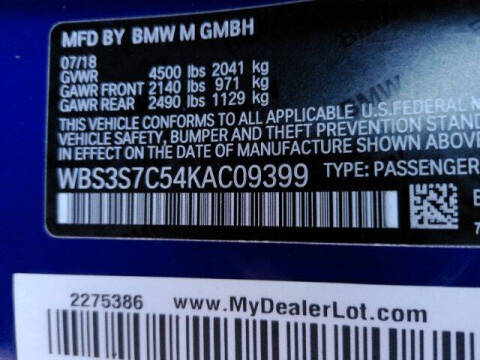 MFD BY BMW M GMBH
07/18
GVWR 4500 lbs 2041 kg
GAWR FRONT 2140 lbs 971 kg
GAWR REAR 2490 lbs 1129 kg
THIS VEHICLE CONFORMS TO ALL APPLICABLE U.S.FEDERAL M
VEHICLE SAFETY, BUMPER AND THEFT PREVENTION STANDARDS
IN EFFECT ON THE DATE OF MANUFACTURE SHOWN ABOVE.
WBS3S7C54KAC09399 TYPE: PASSENGER
2275386 www.MyDealerLot.com